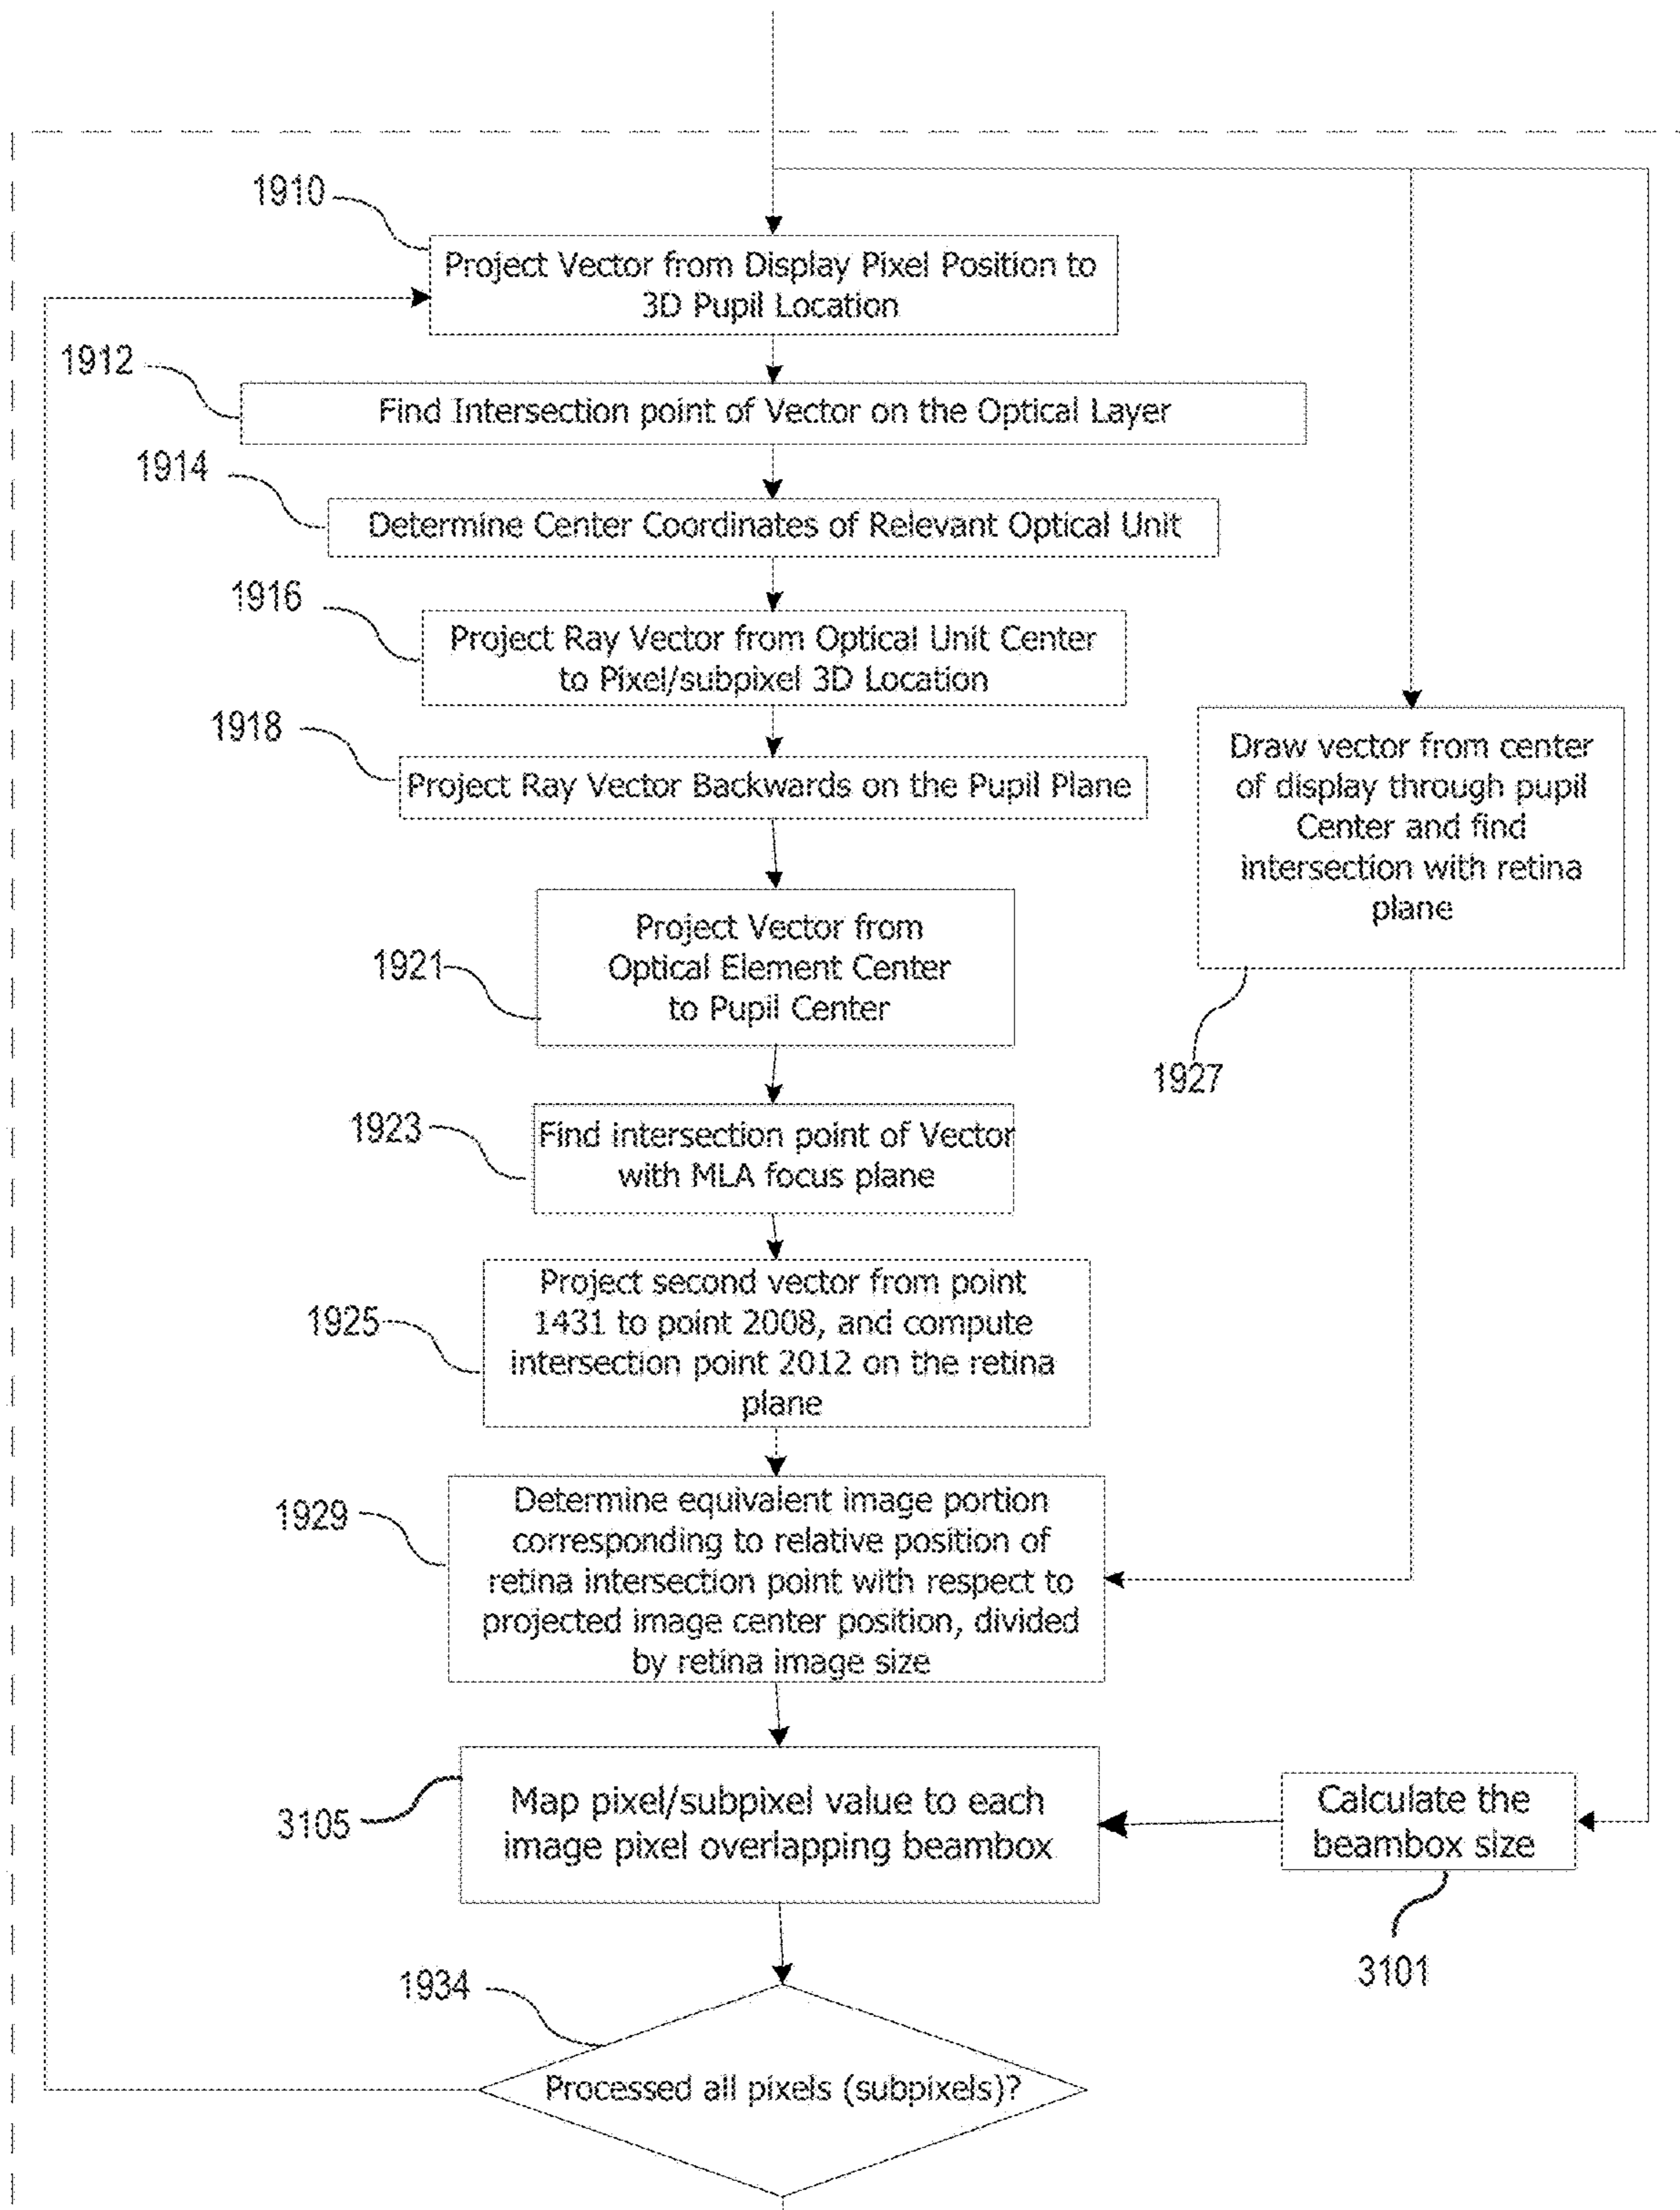 1910
Project Vector from Display Pixel Position to
3D Pupil Location
1912
Find Intersection point of Vector on the Optical Layer
1914
Determine Center Coordinates of Relevant Optical Unit
1916
Project Ray Vector from Optical Unit Center
to Pixel/subpixel 3D Location
1918
Project Ray Vector Backwards on the Pupil Plane
Draw vector from center
of display through pupil
Center and find
intersection with retina
plane
1927
1921
Project Vector from
Optical Element Center
to Pupil Center
1923
Find intersection point of Vector
with MLA focus plane
1925
Project second vector from point
1431 to point 2008, and compute
intersection point 2012 on the retina
plane
1929
Determine equivalent image portion
corresponding to relative position of
retina intersection point with respect to
projected image center position, divided
by retina image size
3105
Map pixel/subpixel value to each
image pixel overlapping beambox
Calculate the
beambox size
3101
1934
Processed all pixels (subpixels)?